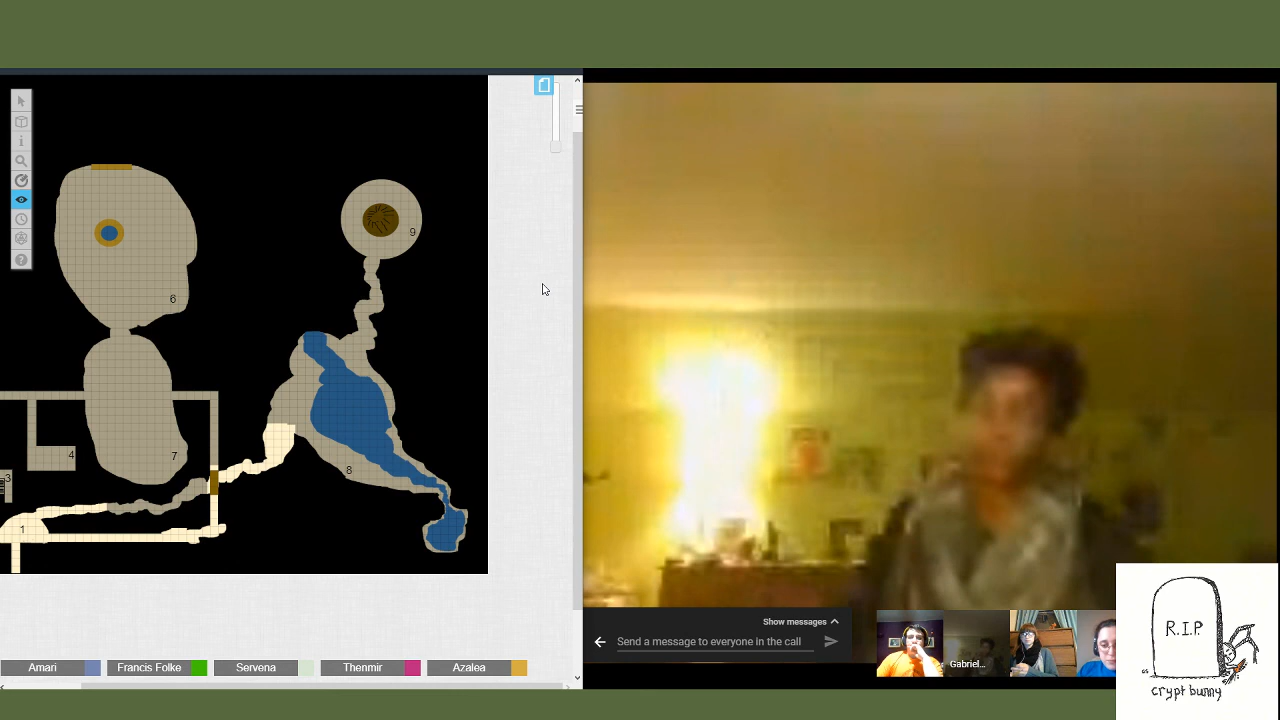 9
6
4
7
3
8
1
Amari
Francis Folke
Servena
Thenmir
Azalea
Show messages
Send a message to everyone in the call
Gabriel...
R.I.P.
crypt bunny